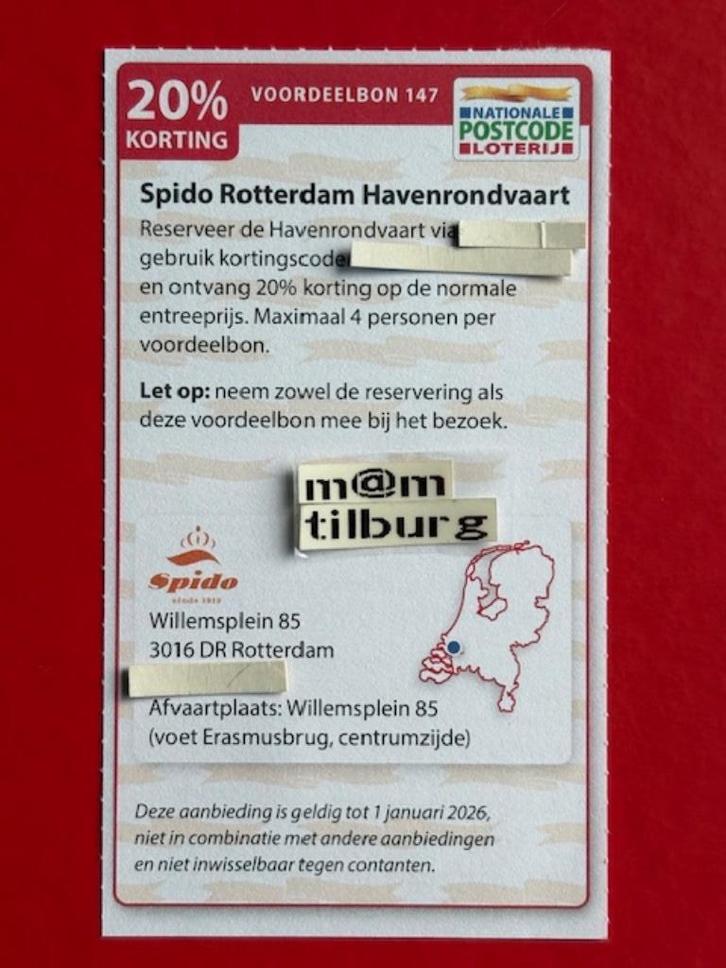 20%
KORTING
VOORDEELBON 147
NATIONALE
POSTCODE
LOTERIJ
Spido Rotterdam Havenrondvaart
Reserveer de Havenrondvaart via
gebruik kortingscode
en ontvang 20% korting op de normale
entreeprijs. Maximaal 4 personen per
voordeelbon.
Let op: neem zowel de reservering als
deze voordeelbon mee bij het bezoek.
m@m
tilburg
Spido
sinds 1919
Willemsplein 85
3016 DR Rotterdam
Afvaartplaats: Willemsplein 85
(voet Erasmusbrug, centrumzijde)
Deze aanbieding is geldig tot 1 januari 2026,
niet in combinatie met andere aanbiedingen
en niet inwisselbaar tegen contanten.